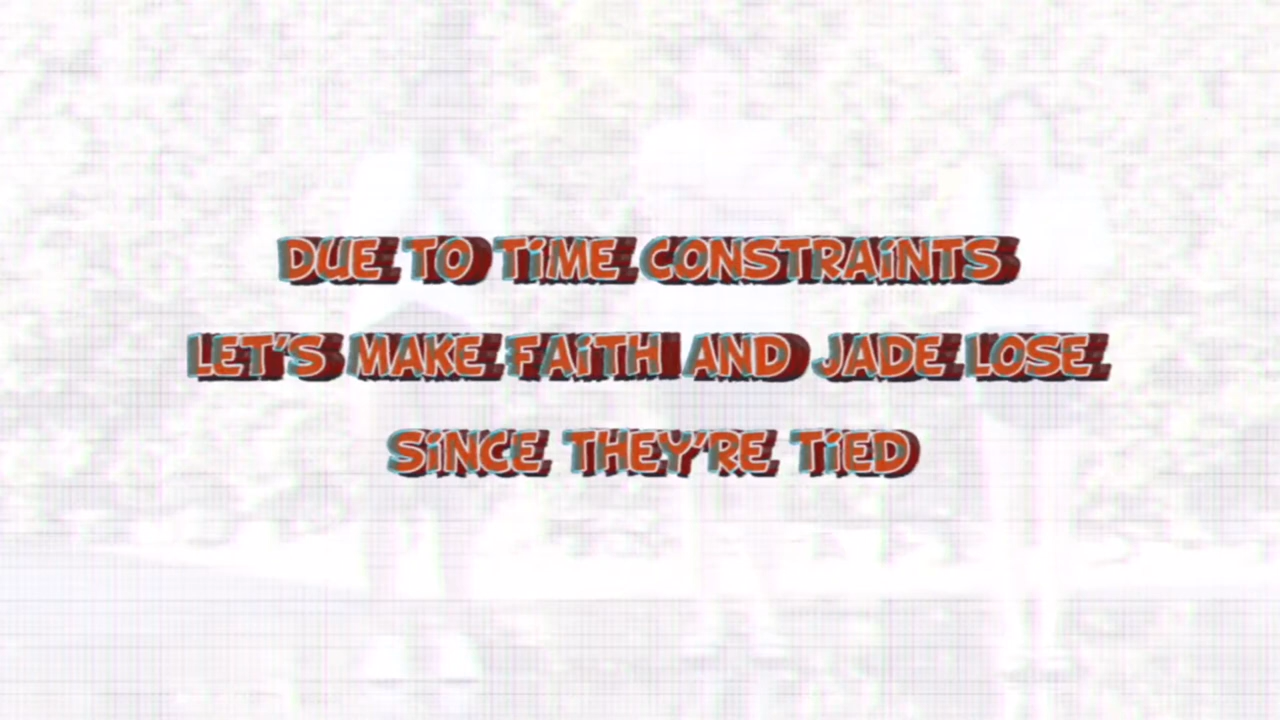 DUE TO TiME CONSTRAiNTS
LET'S MAKE FAiTH AND JADE LOSE
SiNCE THEY'RE TiED